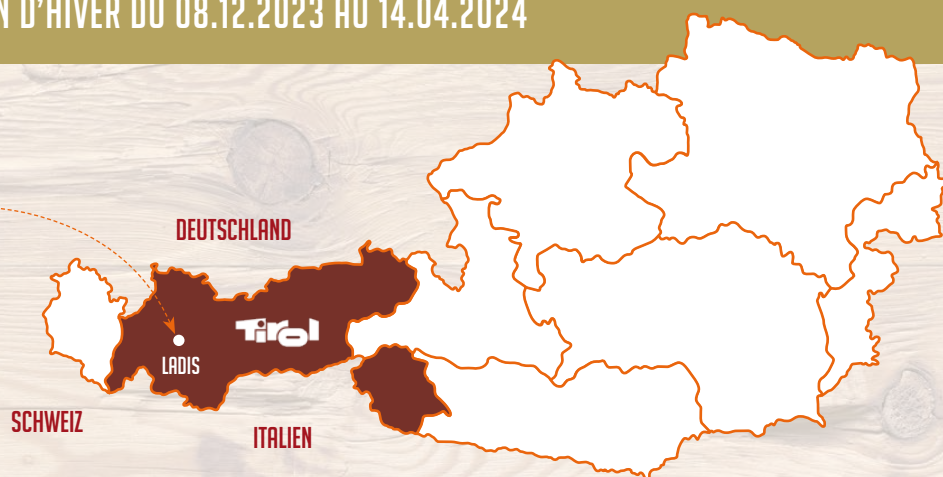 N D'HIVER DU 08.12.2023 AU 14.04.2024
DEUTSCHLAND
Tirol
LADIS
SCHWEIZ
ITALIEN